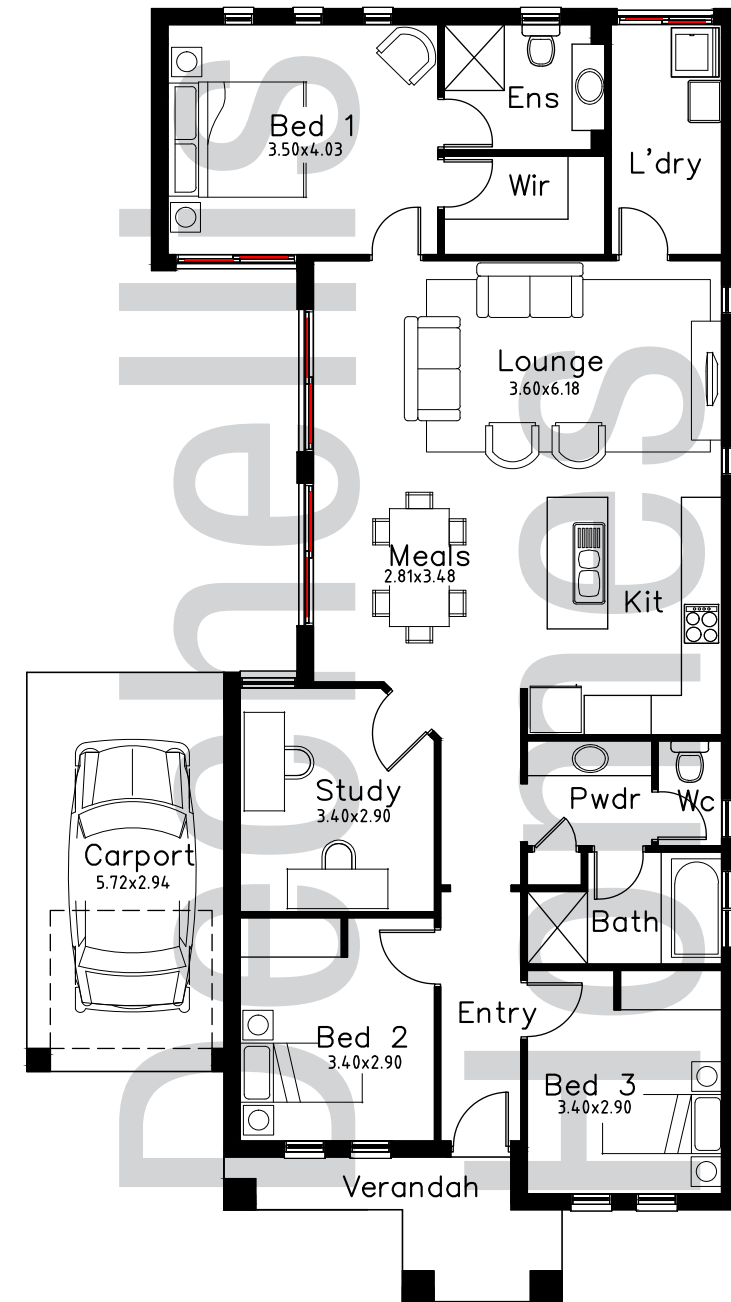 Ens
Bed 1
3.50x4.03
L'dry
Wir
Lounge
3.60x6.18
Meals
2.81x3.48
Kit
Study
3.40x2.90
Pwdr
Wc
Carport
5.72x2.94
Bath
Entry
Bed 2
3.40x2.90
Bed 3
3.40x2.90
Verandah
Dechellis
Homes